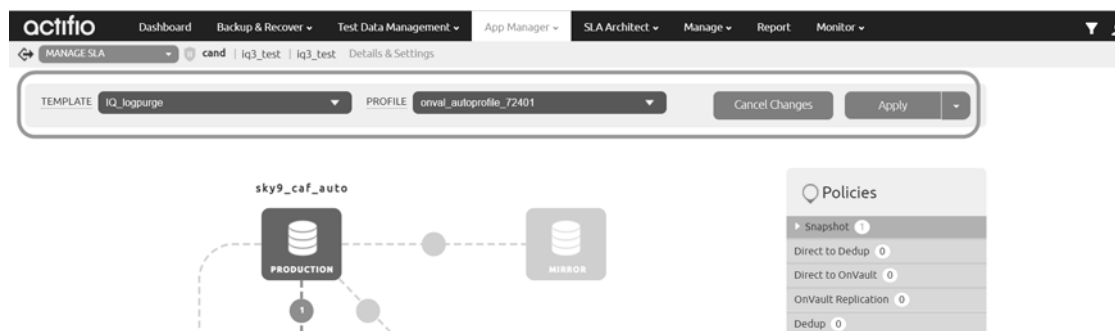 actifio Dashboard Backup & Recover Test Data Management App Manager SLA Architect Manage Report Monitor
MANAGE SLA cand | iq3_test | iq3_test Details & Settings
TEMPLATE IQ_logpurge PROFILE onval_autoprofile_72401 Cancel Changes Apply
sky9_caf_auto
PRODUCTION
MIRROR
1
Policies
Snapshot 1
Direct to Dedup 0
Direct to OnVault 0
OnVault Replication 0
Dedup 0